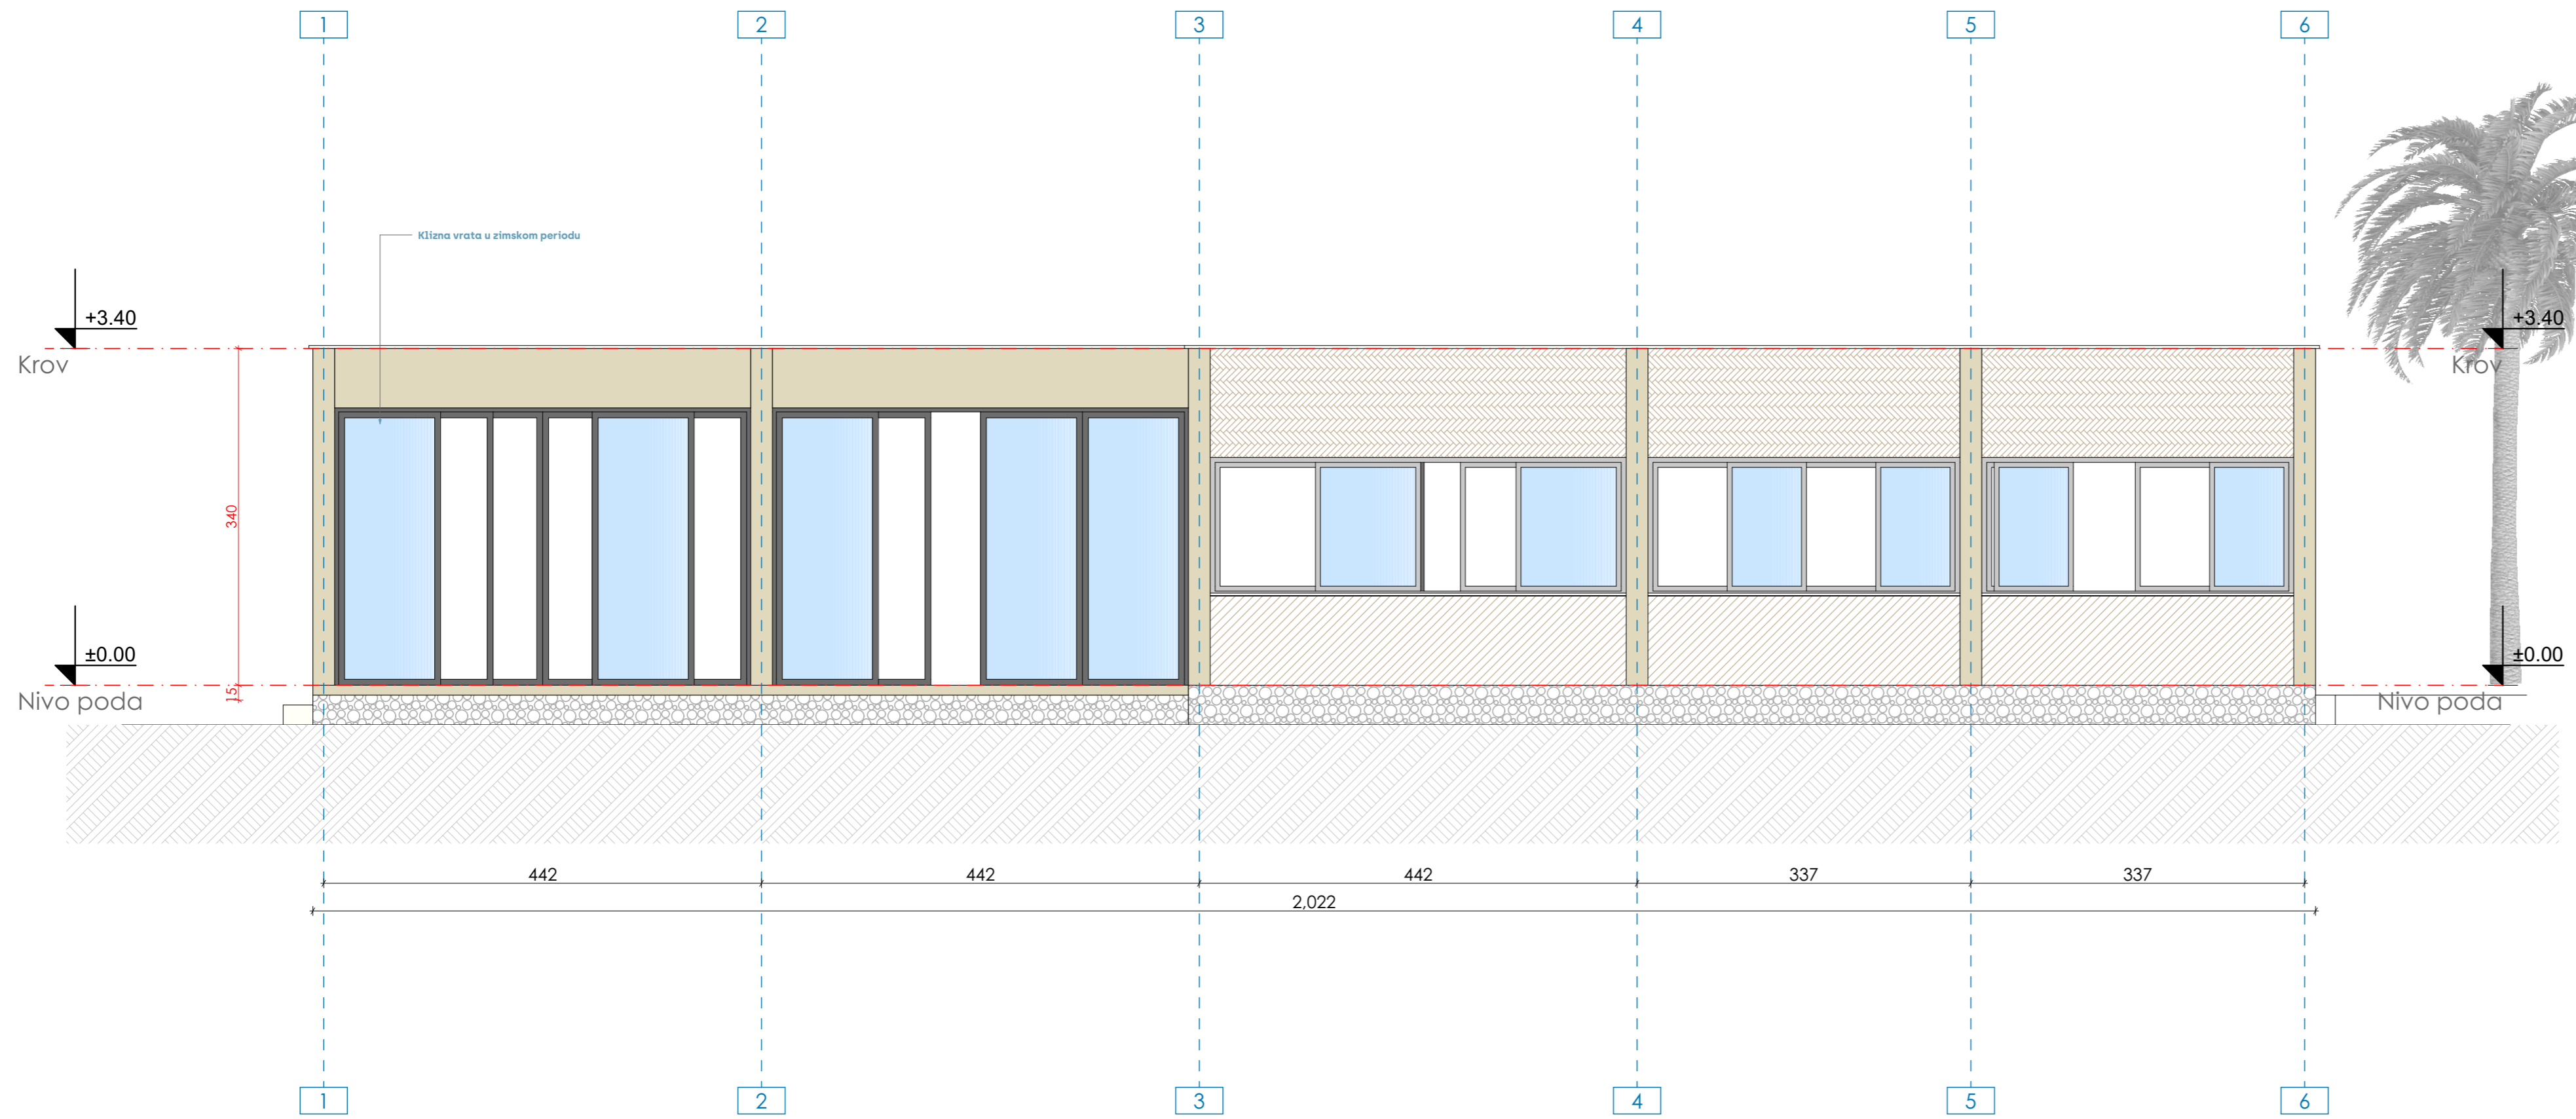 1 2 3 4 5 6
Klizna vrata u zimskom periodu
+3.40 +3.40
Krov Krov
340
±0.00 ±0.00
Nivo poda 15 Nivo poda
442 442 442 337 337
2,022
1 2 3 4 5 6